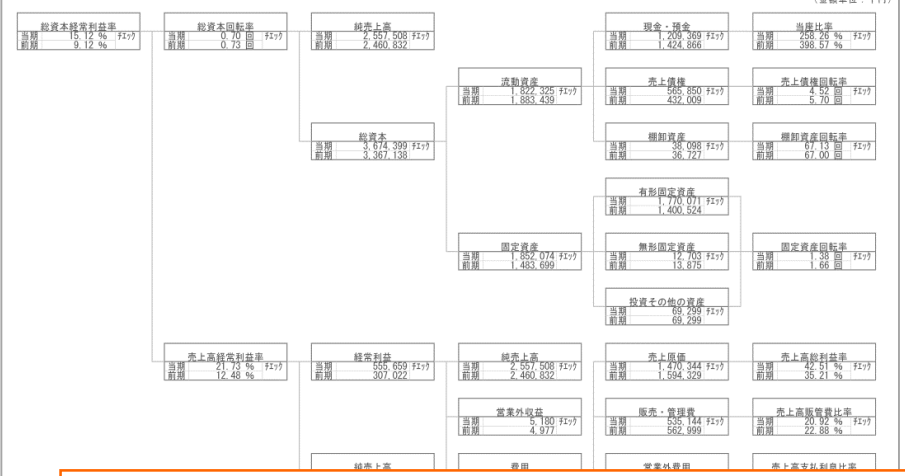 (金額単位：千円)
総資本経常利益率 総資本回転率 純売上高 現金・預金 当座比率
当期 15.12 % ﾁｪｯｸ 当期 0.70 回 ﾁｪｯｸ 当期 2,557,508 ﾁｪｯｸ 当期 1,209,369 ﾁｪｯｸ 当期 258.26 % ﾁｪｯｸ
前期 9.12 % 前期 0.73 回 前期 2,460,832 前期 1,424,866 前期 398.57 %
流動資産 売上債権 売上債権回転率
当期 1,822,325 ﾁｪｯｸ 当期 565,850 ﾁｪｯｸ 当期 4.52 回 ﾁｪｯｸ
前期 1,883,439 前期 432,009 前期 5.70 回
総資本 棚卸資産 棚卸資産回転率
当期 3,674,399 ﾁｪｯｸ 当期 38,098 ﾁｪｯｸ 当期 67.13 回 ﾁｪｯｸ
前期 3,367,138 前期 36,727 前期 67.00 回
有形固定資産
当期 1,770,071 ﾁｪｯｸ
前期 1,400,524
固定資産 無形固定資産 固定資産回転率
当期 1,852,074 ﾁｪｯｸ 当期 12,703 ﾁｪｯｸ 当期 1.38 回 ﾁｪｯｸ
前期 1,483,699 前期 13,875 前期 1.66 回
投資その他の資産
当期 69,299 ﾁｪｯｸ
前期 69,299
売上高経常利益率 経常利益 純売上高 売上原価 売上高総利益率
当期 21.73 % ﾁｪｯｸ 当期 555,659 ﾁｪｯｸ 当期 2,557,508 ﾁｪｯｸ 当期 1,470,344 ﾁｪｯｸ 当期 42.51 % ﾁｪｯｸ
前期 12.48 % 前期 307,022 前期 2,460,832 前期 1,594,329 前期 35.21 %
営業外収益 販売・管理費 売上高販管費比率
当期 5,180 ﾁｪｯｸ 当期 535,144 ﾁｪｯｸ 当期 20.92 % ﾁｪｯｸ
前期 4,977 前期 562,999 前期 22.88 %
純売上高 費用 営業外費用 売上高支払利息比率